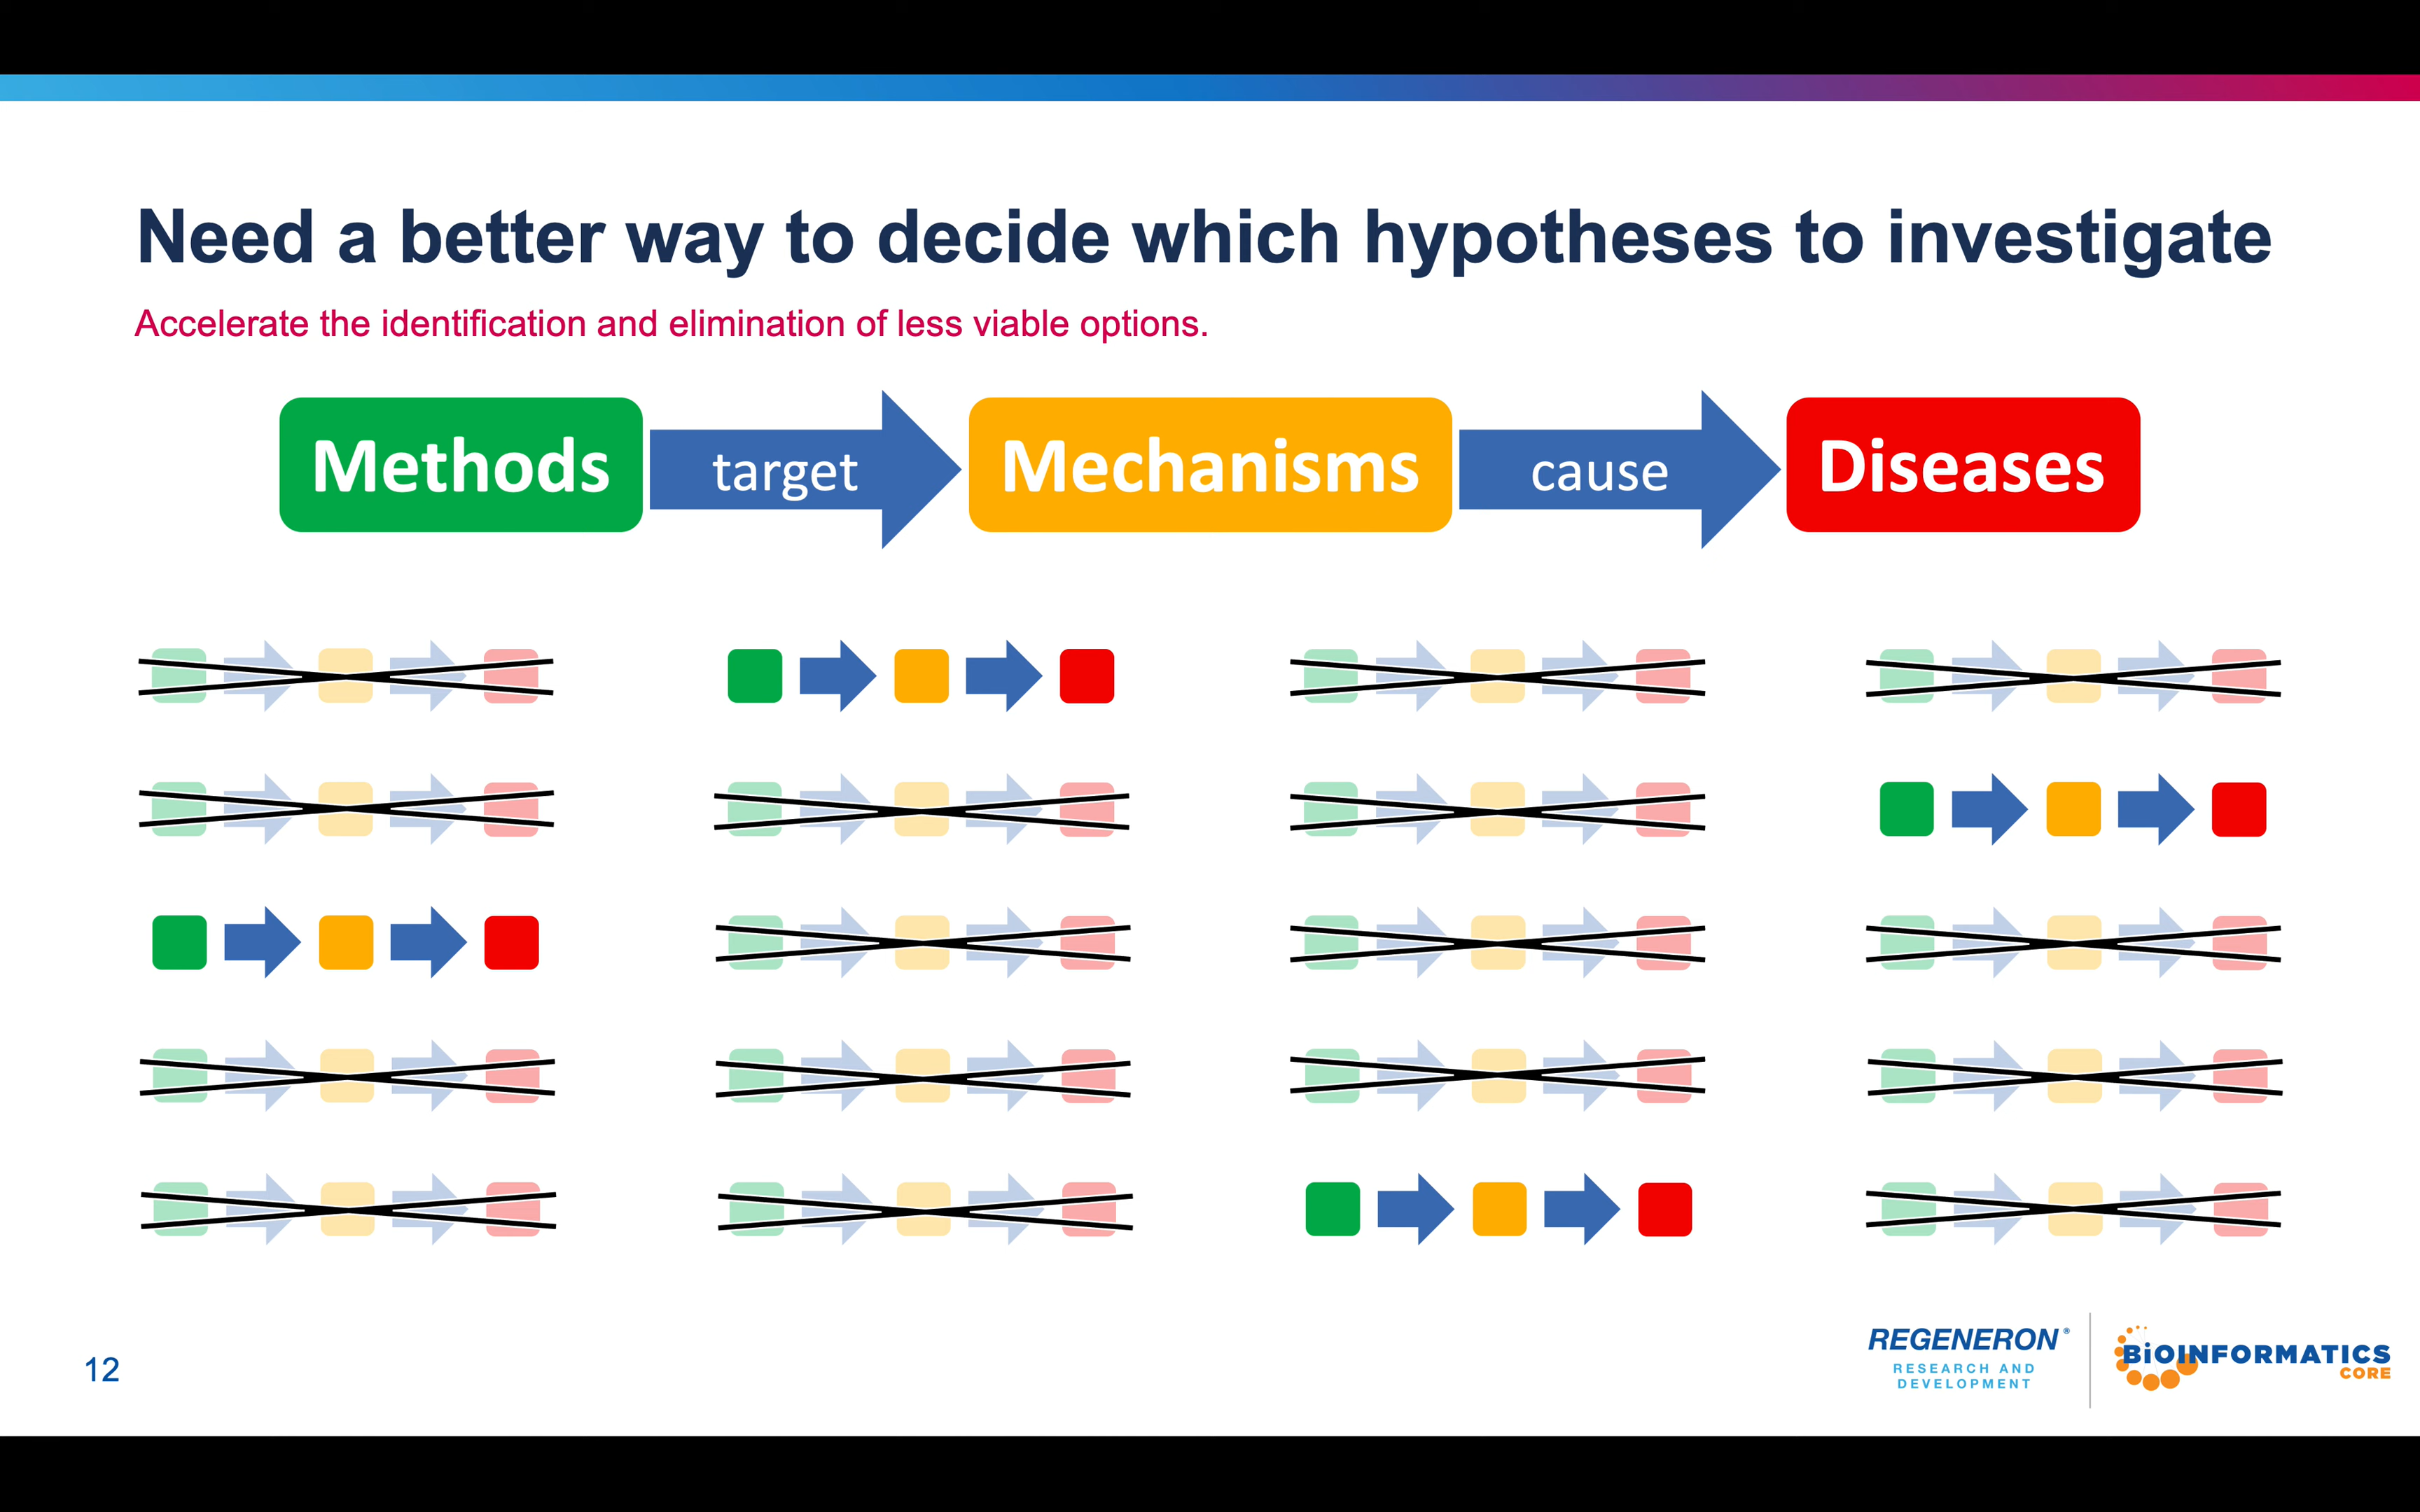 Need a better way to decide which hypotheses to investigate
Accelerate the identification and elimination of less viable options.
Methods target Mechanisms cause Diseases
12
REGENERON®
RESEARCH AND
DEVELOPMENT
BiOINFORMATICS
CORE